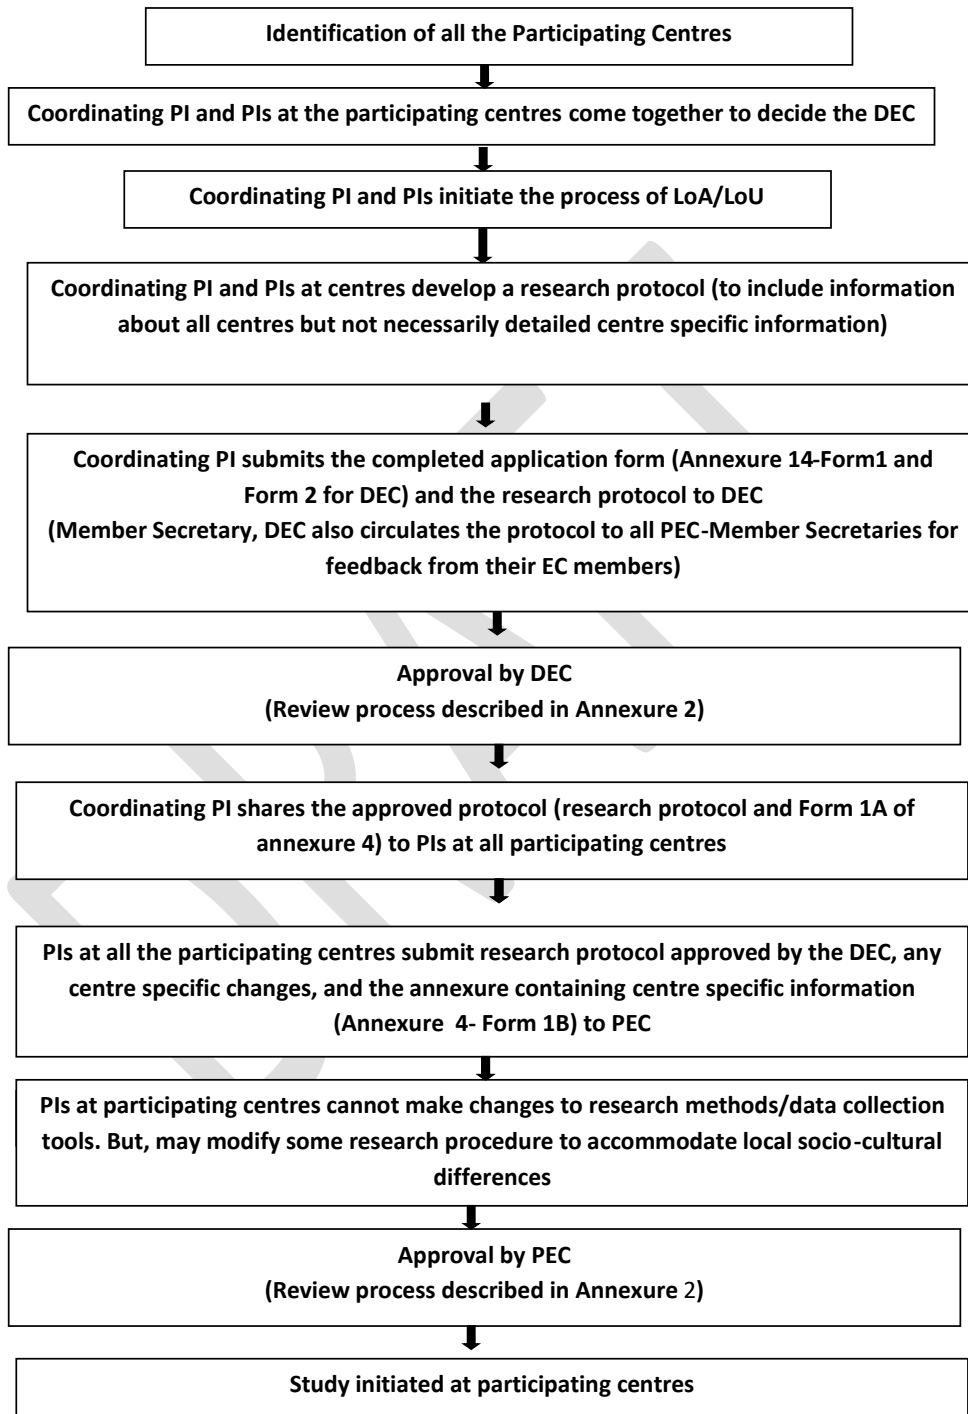 Identification of all the Participating Centres
Coordinating PI and PIs at the participating centres come together to decide the DEC
Coordinating PI and PIs initiate the process of LoA/LoU
Coordinating PI and PIs at centres develop a research protocol (to include information
about all centres but not necessarily detailed centre specific information)
Coordinating PI submits the completed application form (Annexure 14-Form1 and
Form 2 for DEC) and the research protocol to DEC
(Member Secretary, DEC also circulates the protocol to all PEC-Member Secretaries for
feedback from their EC members)
Approval by DEC
(Review process described in Annexure 2)
Coordinating PI shares the approved protocol (research protocol and Form 1A of
annexure 4) to PIs at all participating centres
PIs at all the participating centres submit research protocol approved by the DEC, any
centre specific changes, and the annexure containing centre specific information
(Annexure 4- Form 1B) to PEC
PIs at participating centres cannot make changes to research methods/data collection
tools. But, may modify some research procedure to accommodate local socio-cultural
differences
Approval by PEC
(Review process described in Annexure 2)
Study initiated at participating centres
DRAFT